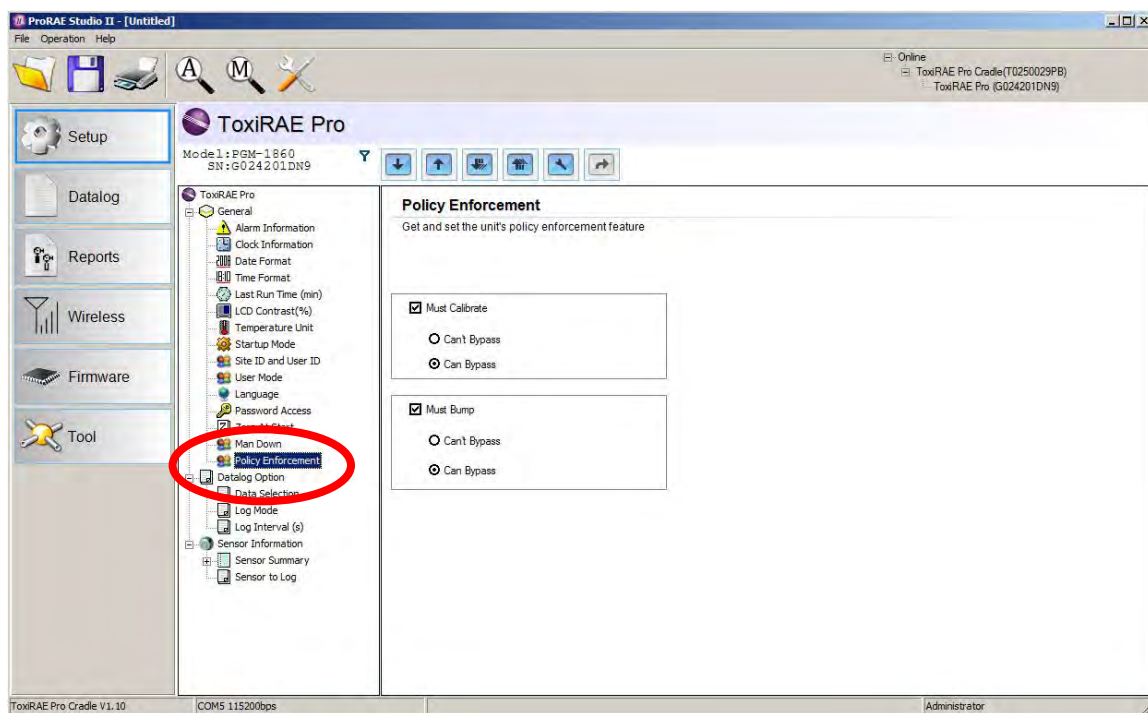 ProRAE Studio II - [Untitled]
File Operation Help
A M
Online
ToxiRAE Pro Cradle(T0250029PB)
ToxiRAE Pro (G024201DN9)
Setup
Datalog
Reports
Wireless
Firmware
Tool
ToxiRAE Pro
Model:PGM-1860
SN:G024201DN9
ToxiRAE Pro
General
Alarm Information
Clock Information
Date Format
Time Format
Last Run Time (min)
LCD Contrast(%)
Temperature Unit
Startup Mode
Site ID and User ID
User Mode
Language
Password Access
Zero At Start
Man Down
Policy Enforcement
Datalog Option
Data Selection
Log Mode
Log Interval (s)
Sensor Information
Sensor Summary
Sensor to Log
Policy Enforcement
Get and set the unit's policy enforcement feature
Must Calibrate
Can't Bypass
Can Bypass
Must Bump
Can't Bypass
Can Bypass
ToxiRAE Pro Cradle V1.10
COM5 115200bps
Administrator